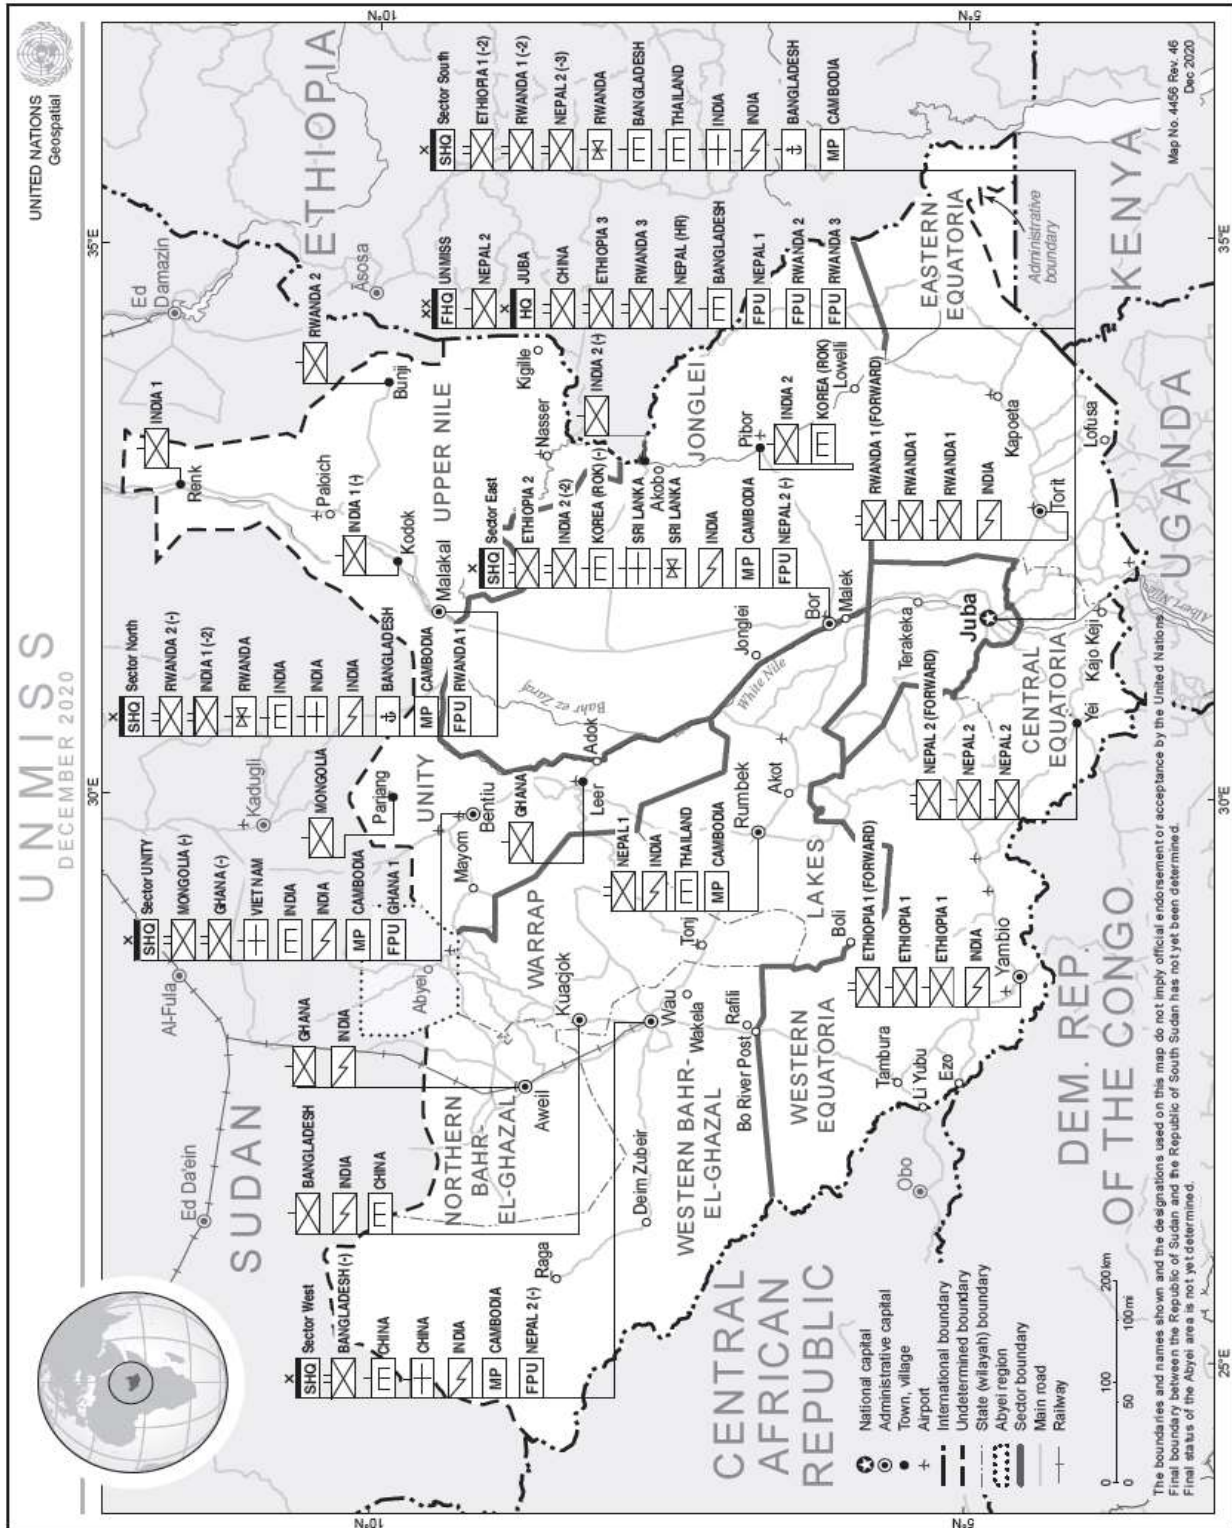 UNMISS
DECEMBER 2020
UNITED NATIONS
Geospatial
25°E
30°E
35°E
10°N
10°N
5°N
5°N
SUDAN
ETHIOPIA
KENYA
UGANDA
DEM. REP.
OF THE CONGO
CENTRAL
AFRICAN
REPUBLIC
Sector West
SHQ
BANGLADESH (-)
CHINA
CHINA
INDIA
MP
CAMBODIA
FPU
NEPAL 2 (-)
BANGLADESH
INDIA
CHINA
GHANA
INDIA
Sector UNITY
SHQ
MONGOLIA (-)
GHANA (-)
VIET NAM
INDIA
INDIA
MP
CAMBODIA
FPU
GHANA 1
MONGOLIA
GHANA
Sector North
SHQ
RWANDA 2 (-)
INDIA 1 (-2)
RWANDA
INDIA
INDIA
INDIA
BANGLADESH
MP
CAMBODIA
FPU
RWANDA 1
INDIA 1 (-)
INDIA 1
RWANDA 2
Sector East
SHQ
ETHIOPIA 2
INDIA 2 (-2)
KOREA (ROK) (-)
SRI LANKA
SRI LANKA
INDIA
MP
CAMBODIA
FPU
NEPAL 2 (-)
INDIA 2 (-)
INDIA 2
KOREA (ROK)
UNMISS
FHQ
NEPAL 2
JUBA
HQ
CHINA
ETHIOPIA 3
RWANDA 3
NEPAL (HR)
BANGLADESH
FPU
NEPAL 1
FPU
RWANDA 2
FPU
RWANDA 3
Sector South
SHQ
ETHIOPIA 1 (-2)
RWANDA 1 (-2)
NEPAL 2 (-3)
RWANDA
BANGLADESH
THAILAND
INDIA
INDIA
BANGLADESH
MP
CAMBODIA
NEPAL 1
INDIA
THAILAND
MP
CAMBODIA
ETHIOPIA 1 (FORWARD)
ETHIOPIA 1
ETHIOPIA 1
INDIA
NEPAL 2 (FORWARD)
NEPAL 2
NEPAL 2
RWANDA 1 (FORWARD)
RWANDA 1
RWANDA 1
INDIA
Ed Da'ein
Al-Fula
Kadugli
Ed
Damazin
Asosa
Abyei
Renk
Bunji
Paloich
Kodok
Malakal
UPPER NILE
Kigille
Nasser
Akobo
Pariang
UNITY
Mayom
Bentiu
Leer
Adok
Bahr ez Zaraf
JONGLEI
Pibor
Lowelli
Jonglei
White Nile
Bor
Malek
NORTHERN
BAHR-
EL-GHAZAL
Aweil
WARRAP
Kuacjok
Wau
Wakela
Tonj
Raga
Deim Zubeir
WESTERN BAHR-
EL-GHAZAL
Rafili
Bo River Post
LAKES
Rumbek
Akot
Boli
WESTERN
EQUATORIA
Tambura
Li Yubu
Ezo
Yambio
Obo
Terakeka
Juba
CENTRAL
EQUATORIA
Yei
Kajo Keji
Albert Nile
EASTERN
EQUATORIA
Kapoeta
Torit
Lofusa
Administrative
boundary
National capital
Administrative capital
Town, village
Airport
International boundary
Undetermined boundary
State (wilayah) boundary
Abyei region
Sector boundary
Main road
Railway
0 100 200 km
0 50 100 mi
The boundaries and names shown and the designations used on this map do not imply official endorsement or acceptance by the United Nations.
Final boundary between the Republic of Sudan and the Republic of South Sudan has not yet been determined.
Final status of the Abyei area is not yet determined.
Map No. 4456 Rev. 46
Dec 2020